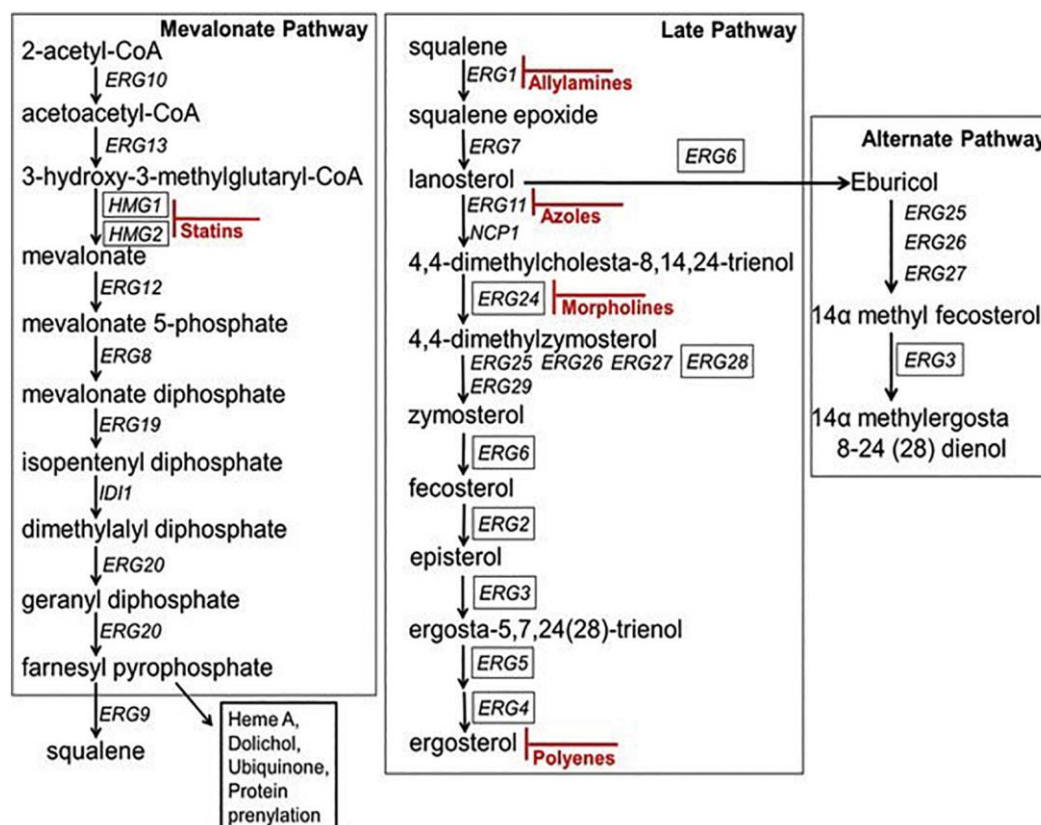 Mevalonate Pathway
2-acetyl-CoA
ERG10
acetoacetyl-CoA
ERG13
3-hydroxy-3-methylglutaryl-CoA
HMG1
HMG2
Statins
mevalonate
ERG12
mevalonate 5-phosphate
ERG8
mevalonate diphosphate
ERG19
isopentenyl diphosphate
IDI1
dimethylalyl diphosphate
ERG20
geranyl diphosphate
ERG20
farnesyl pyrophosphate
ERG9
squalene
Heme A,
Dolichol,
Ubiquinone,
Protein
prenylation
Late Pathway
squalene
ERG1
Allylamines
squalene epoxide
ERG7
lanosterol
ERG6
ERG11
Azoles
NCP1
4,4-dimethylcholesta-8,14,24-trienol
ERG24
Morpholines
4,4-dimethylzymosterol
ERG25 ERG26 ERG27 ERG28
ERG29
zymosterol
ERG6
fecosterol
ERG2
episterol
ERG3
ergosta-5,7,24(28)-trienol
ERG5
ERG4
ergosterol
Polyenes
Alternate Pathway
Eburicol
ERG25
ERG26
ERG27
14α methyl fecosterol
ERG3
14α methylergosta
8-24 (28) dienol